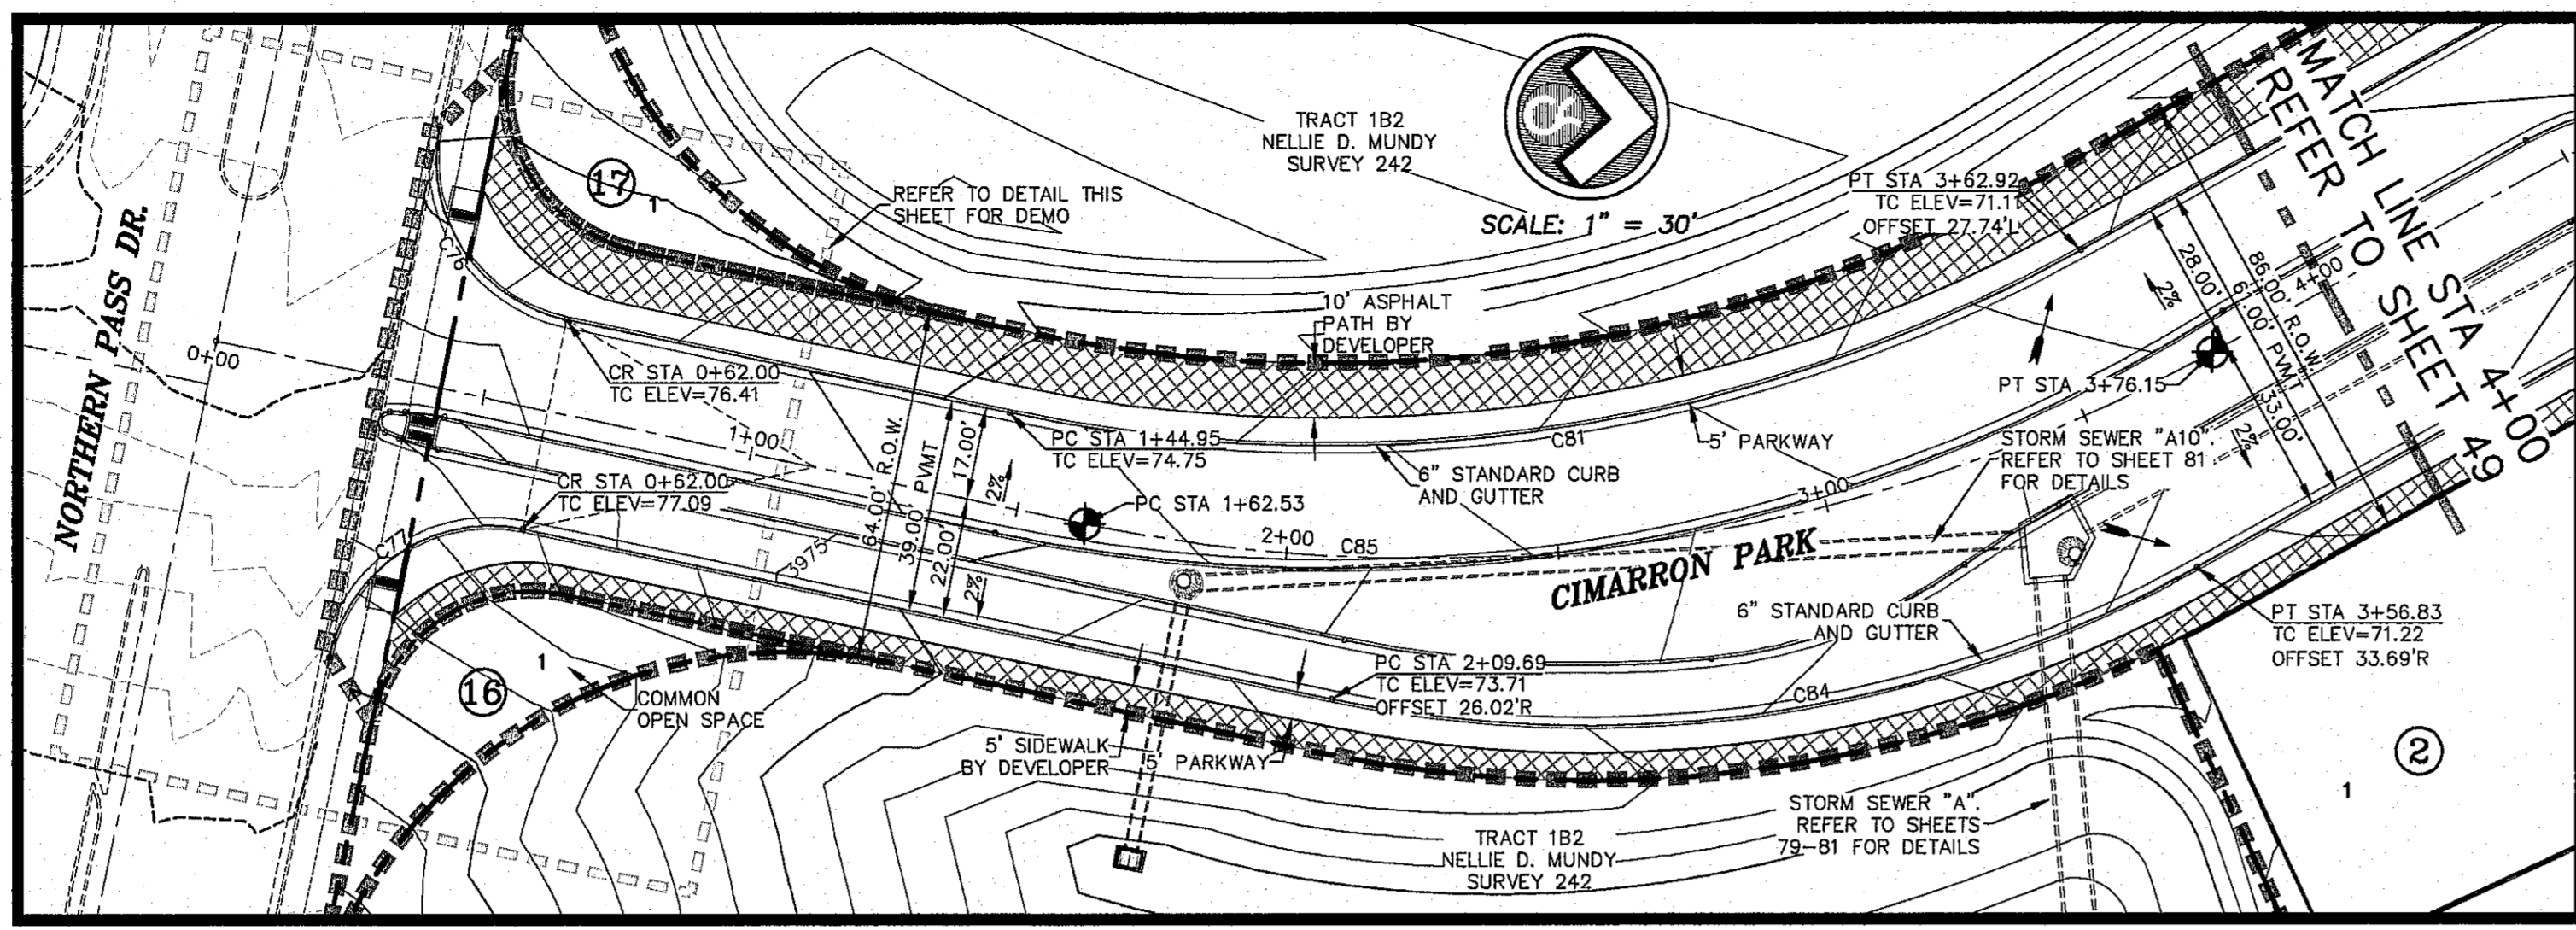 NORTHERN PASS DR.
0+00
17
1
C76
REFER TO DETAIL THIS
SHEET FOR DEMO
TRACT 1B2
NELLIE D. MUNDY
SURVEY 242
SCALE: 1" = 30'
PT STA 3+62.92
TC ELEV=71.11
OFFSET 27.74'L
MATCH LINE STA 4+00
REFER TO SHEET 49
28.00'
86.00' R.O.W.
61.00' PVMT
33.00'
2%
2%
4+00
10' ASPHALT
PATH BY
DEVELOPER
CR STA 0+62.00
TC ELEV=76.41
1+00
PC STA 1+44.95
TC ELEV=74.75
C81
5' PARKWAY
PT STA 3+76.15
STORM SEWER "A10".
REFER TO SHEET 81
FOR DETAILS
6" STANDARD CURB
AND GUTTER
CR STA 0+62.00
TC ELEV=77.09
64.00' R.O.W.
39.00' PVMT
17.00'
22.00'
2%
2%
PC STA 1+62.53
2+00
C85
3+00
CIMARRON PARK
C77
3975
6" STANDARD CURB
AND GUTTER
PT STA 3+56.83
TC ELEV=71.22
OFFSET 33.69'R
16
1
COMMON
OPEN SPACE
PC STA 2+09.69
TC ELEV=73.71
OFFSET 26.02'R
C84
5' SIDEWALK
BY DEVELOPER
5' PARKWAY
2
1
TRACT 1B2
NELLIE D. MUNDY
SURVEY 242
STORM SEWER "A".
REFER TO SHEETS
79-81 FOR DETAILS